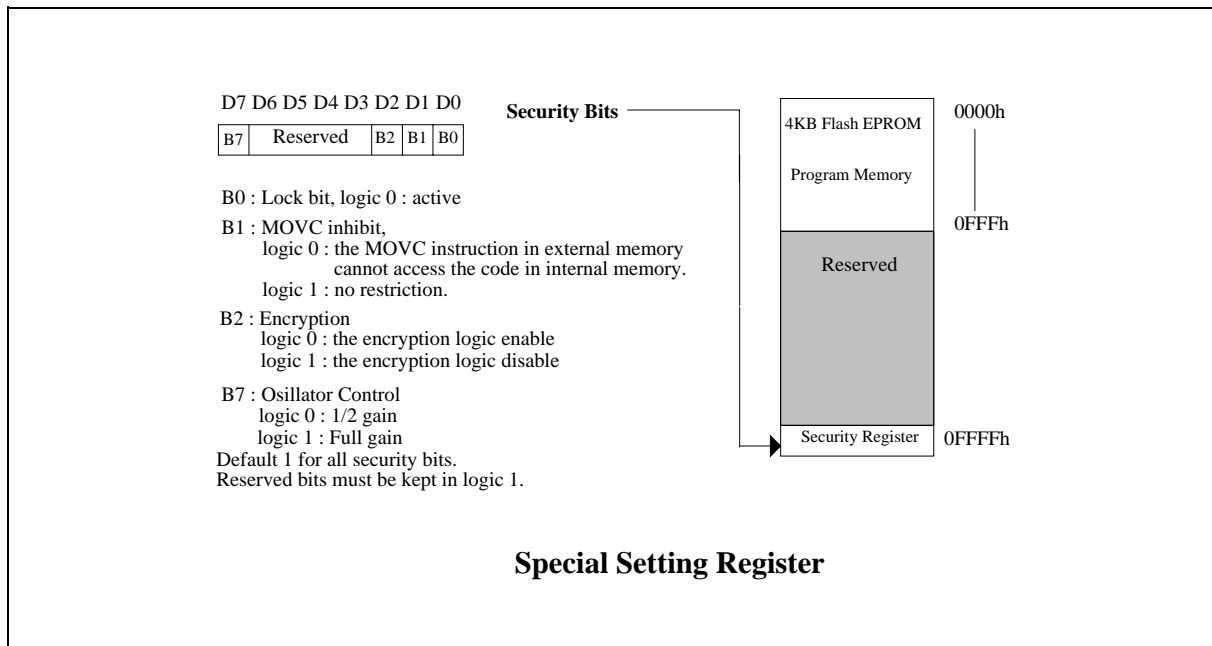 D7 D6 D5 D4 D3 D2 D1 D0
B7 Reserved B2 B1 B0
B0 : Lock bit, logic 0 : active
B1 : MOVC inhibit,
logic 0 : the MOVC instruction in external memory
cannot access the code in internal memory.
logic 1 : no restriction.
B2 : Encryption
logic 0 : the encryption logic enable
logic 1 : the encryption logic disable
B7 : Osillator Control
logic 0 : 1/2 gain
logic 1 : Full gain
Default 1 for all security bits.
Reserved bits must be kept in logic 1.
Security Bits
4KB Flash EPROM
Program Memory
Reserved
Security Register
0000h
0FFFh
0FFFFh
Special Setting Register